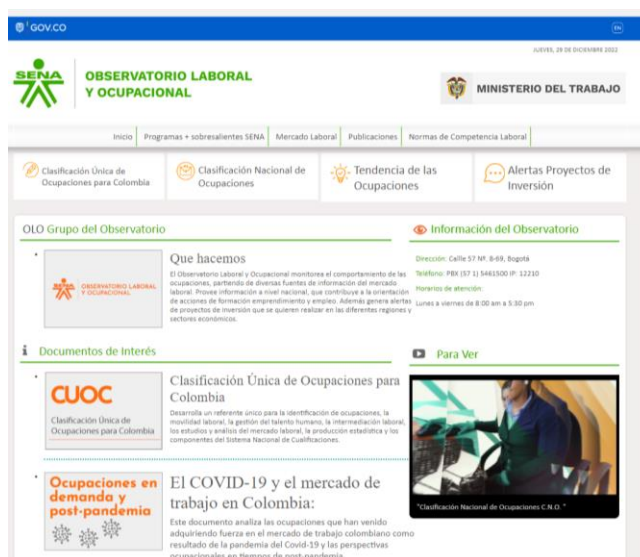 GOV.CO
EN
JUEVES, 29 DE DICIEMBRE 2022
SENA
OBSERVATORIO LABORAL
Y OCUPACIONAL
MINISTERIO DEL TRABAJO
Inicio
Programas + sobresalientes SENA
Mercado Laboral
Publicaciones
Normas de Competencia Laboral
Clasificación Única de
Ocupaciones para Colombia
Clasificación Nacional de
Ocupaciones
Tendencia de las
Ocupaciones
Alertas Proyectos de
Inversión
OLO Grupo del Observatorio
OBSERVATORIO LABORAL
Y OCUPACIONAL
Que hacemos
El Observatorio Laboral y Ocupacional monitorea el comportamiento de las
ocupaciones, partiendo de diversas fuentes de información del mercado
laboral. Provee información a nivel nacional, que contribuye a la orientación
de acciones de formación emprendimiento y empleo. Además genera alertas
de proyectos de inversión que se quieren realizar en las diferentes regiones y
sectores económicos.
Información del Observatorio
Dirección: Callle 57 Nº. 8-69, Bogotá
Teléfono: PBX (57 1) 5461500 IP: 12210
Horarios de atención:
Lunes a viernes de 8:00 am a 5:30 pm
Documentos de Interés
CUOC
Clasificación Única de
Ocupaciones para Colombia
Clasificación Única de Ocupaciones para
Colombia
Desarrolla un referente único para la identificación de ocupaciones, la
movilidad laboral, la gestión del talento humano, la intermediación laboral,
los estudios y análisis del mercado laboral, la producción estadística y los
componentes del Sistema Nacional de Cualificaciones.
Ocupaciones en
demanda y
post-pandemia
El COVID-19 y el mercado de
trabajo en Colombia:
Este documento analiza las ocupaciones que han venido
adquiriendo fuerza en el mercado de trabajo colombiano como
resultado de la pandemia del Covid-19 y las perspectivas
ocupacionales en tiempos de post-pandemia
Para Ver
"Clasificación Nacional de Ocupaciones C.N.O. "